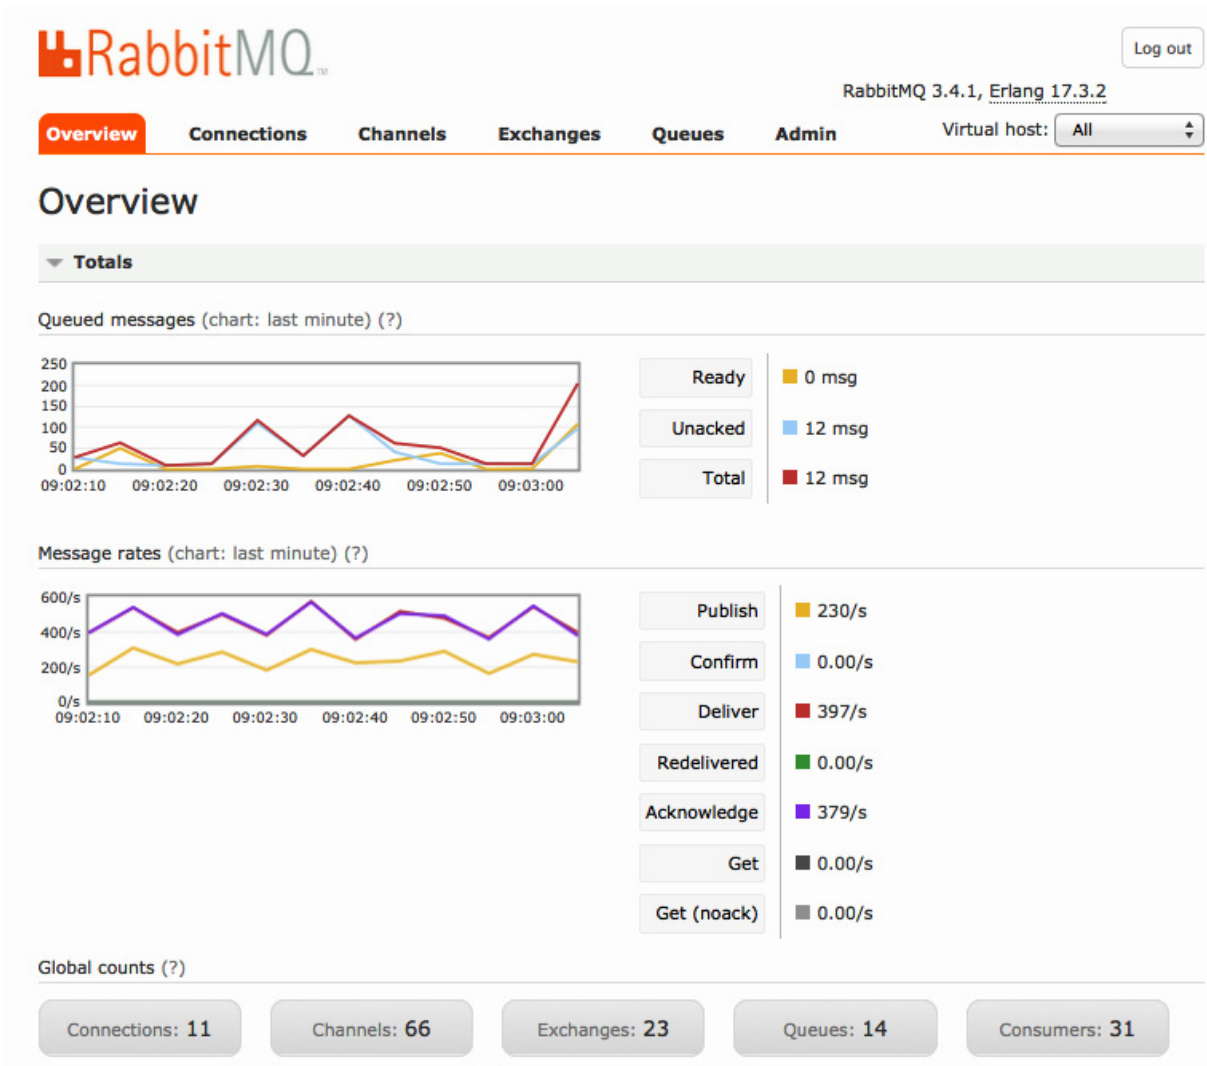 RabbitMQ™
Log out
RabbitMQ 3.4.1, Erlang 17.3.2
Overview Connections Channels Exchanges Queues Admin Virtual host: All
Overview
Totals
Queued messages (chart: last minute) (?)
250
200
150
100
50
0
09:02:10 09:02:20 09:02:30 09:02:40 09:02:50 09:03:00
Ready 0 msg
Unacked 12 msg
Total 12 msg
Message rates (chart: last minute) (?)
600/s
400/s
200/s
0/s
09:02:10 09:02:20 09:02:30 09:02:40 09:02:50 09:03:00
Publish 230/s
Confirm 0.00/s
Deliver 397/s
Redelivered 0.00/s
Acknowledge 379/s
Get 0.00/s
Get (noack) 0.00/s
Global counts (?)
Connections: 11 Channels: 66 Exchanges: 23 Queues: 14 Consumers: 31